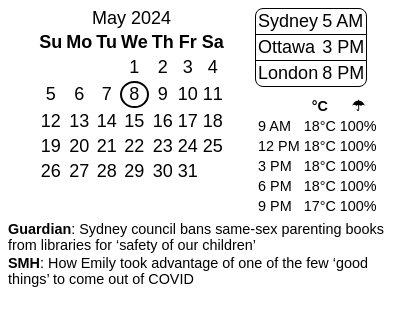 May 2024
Su Mo Tu We Th Fr Sa
1 2 3 4
5 6 7 8 9 10 11
12 13 14 15 16 17 18
19 20 21 22 23 24 25
26 27 28 29 30 31
Sydney 5 AM
Ottawa 3 PM
London 8 PM
°C ☂
9 AM 18°C 100%
12 PM 18°C 100%
3 PM 18°C 100%
6 PM 18°C 100%
9 PM 17°C 100%
Guardian: Sydney council bans same-sex parenting books
from libraries for ‘safety of our children’
SMH: How Emily took advantage of one of the few ‘good
things’ to come out of COVID